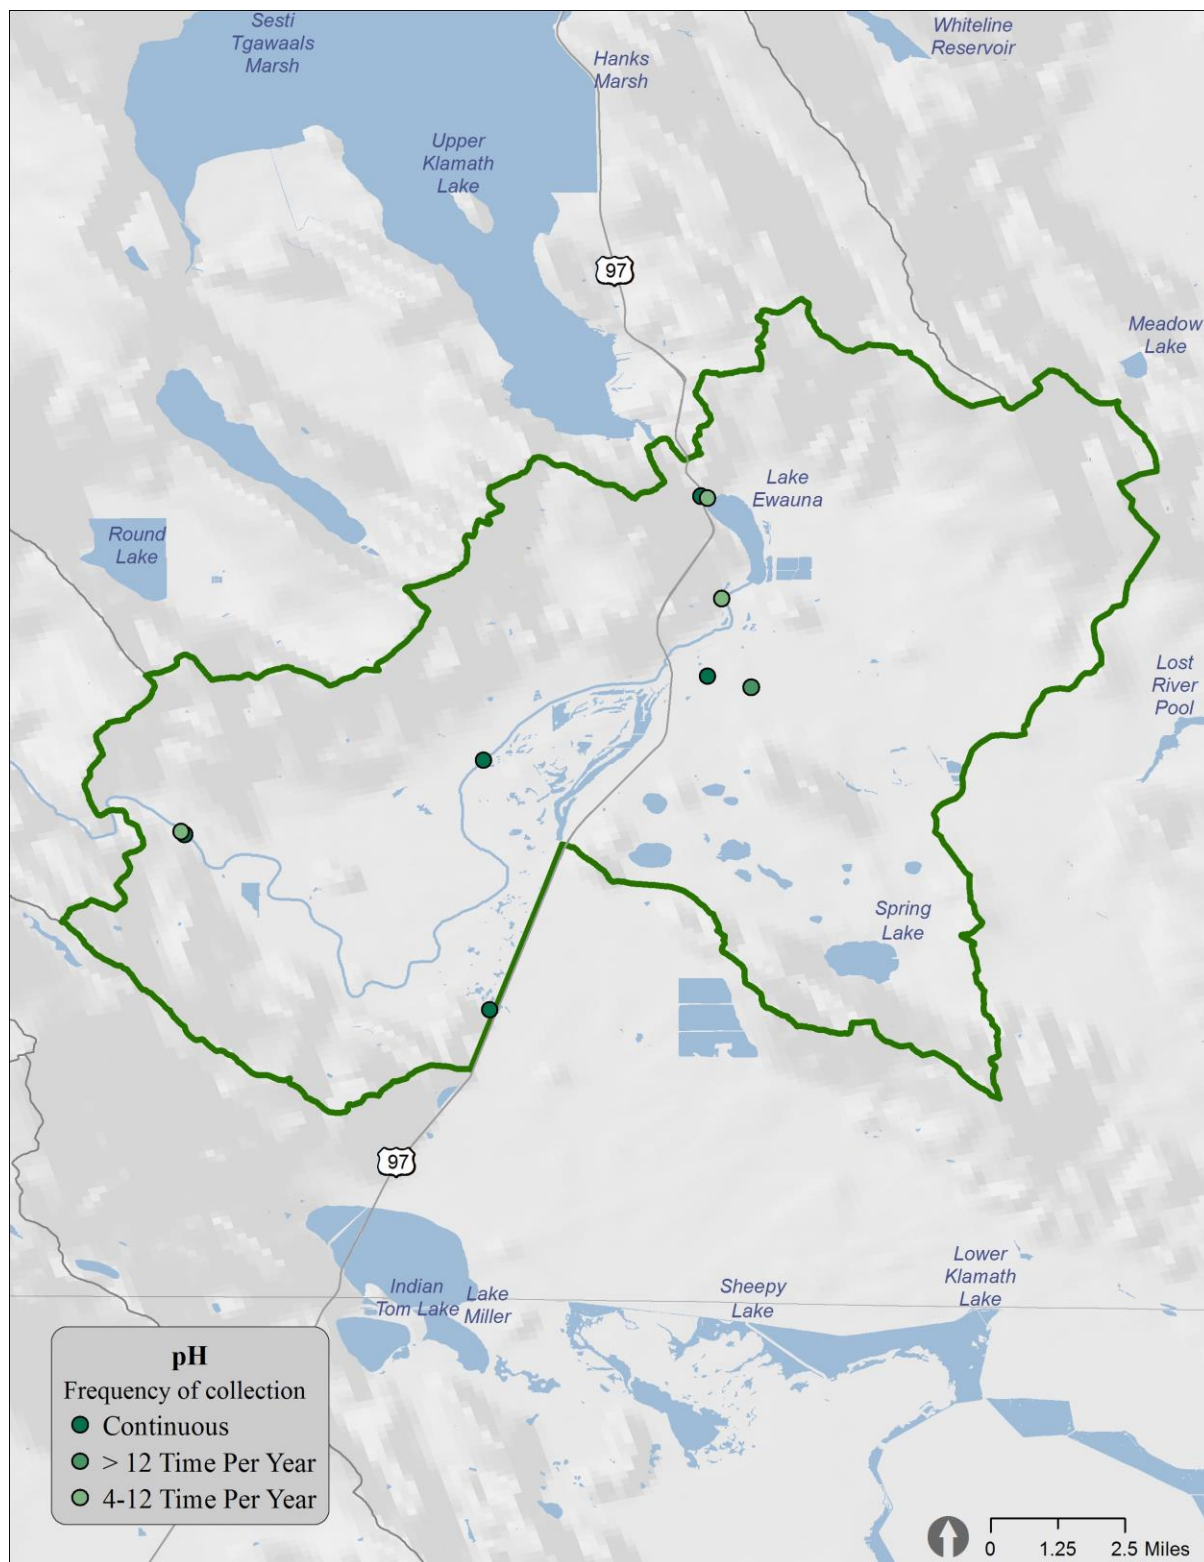 Sesti
Tgawaals
Marsh
Hanks
Marsh
Whiteline
Reservoir
Upper
Klamath
Lake
97
Meadow
Lake
Lake
Ewauna
Round
Lake
Lost
River
Pool
Spring
Lake
97
Indian
Tom Lake
Lake
Miller
Sheepy
Lake
Lower
Klamath
Lake
pH
Frequency of collection
Continuous
> 12 Time Per Year
4-12 Time Per Year
0 1.25 2.5 Miles